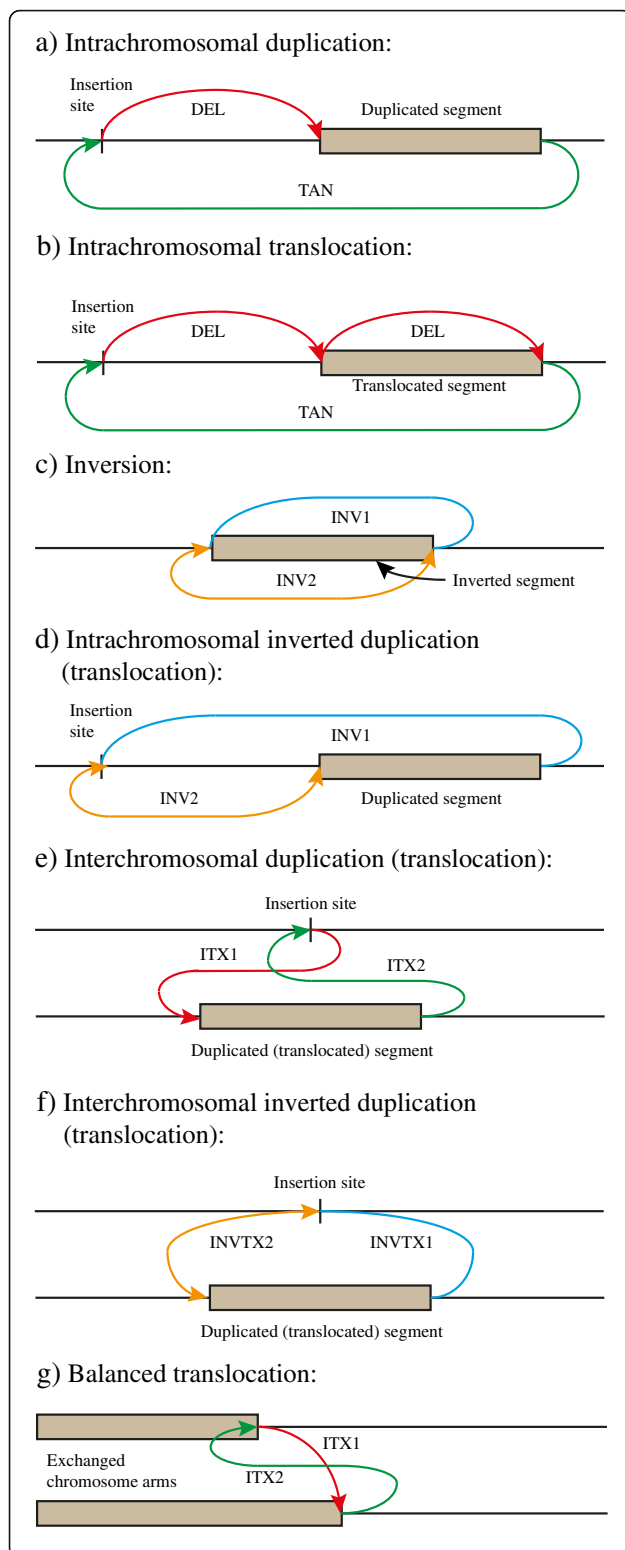 a) Intrachromosomal duplication:
Insertion
site
DEL
Duplicated segment
TAN
b) Intrachromosomal translocation:
Insertion
site
DEL
DEL
Translocated segment
TAN
c) Inversion:
INV1
INV2
Inverted segment
d) Intrachromosomal inverted duplication
(translocation):
Insertion
site
INV1
INV2
Duplicated segment
e) Interchromosomal duplication (translocation):
Insertion site
ITX1
ITX2
Duplicated (translocated) segment
f) Interchromosomal inverted duplication
(translocation):
Insertion site
INVTX2
INVTX1
Duplicated (translocated) segment
g) Balanced translocation:
ITX1
Exchanged
chromosome arms
ITX2